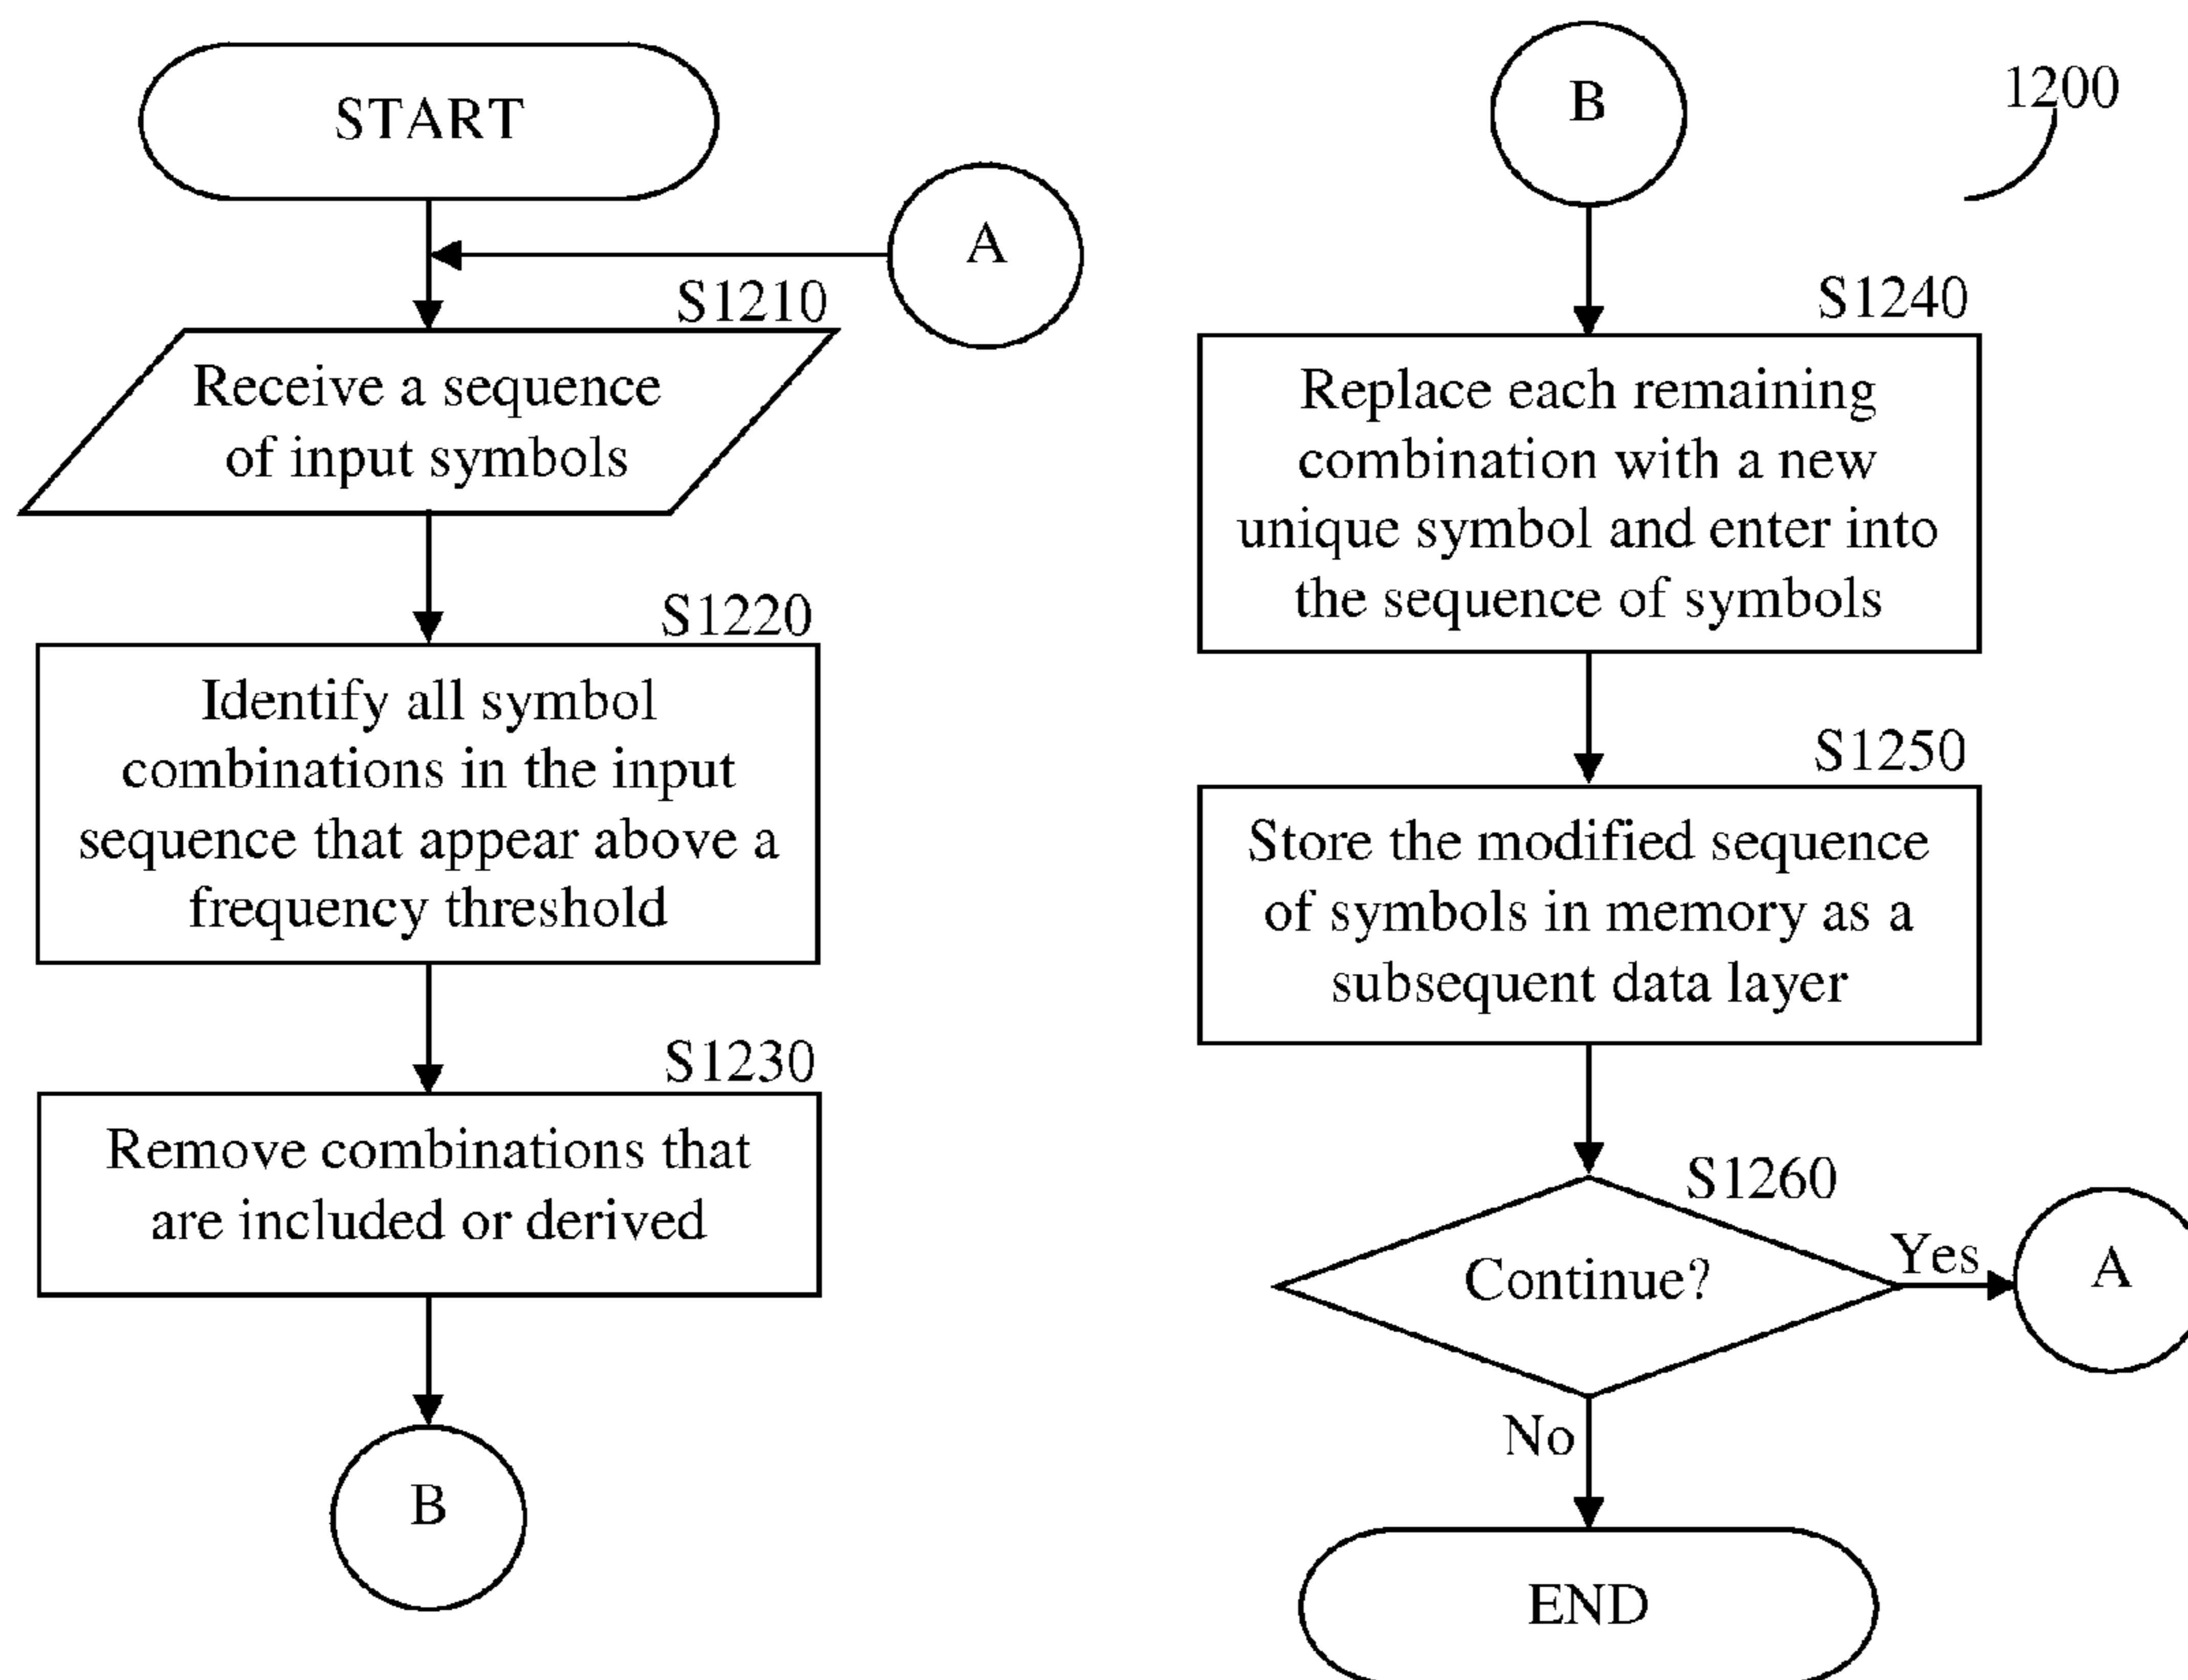 START
A
S1210
Receive a sequence
of input symbols
S1220
Identify all symbol
combinations in the input
sequence that appear above a
frequency threshold
S1230
Remove combinations that
are included or derived
B
B
1200
S1240
Replace each remaining
combination with a new
unique symbol and enter into
the sequence of symbols
S1250
Store the modified sequence
of symbols in memory as a
subsequent data layer
S1260
Continue?
Yes
A
No
END